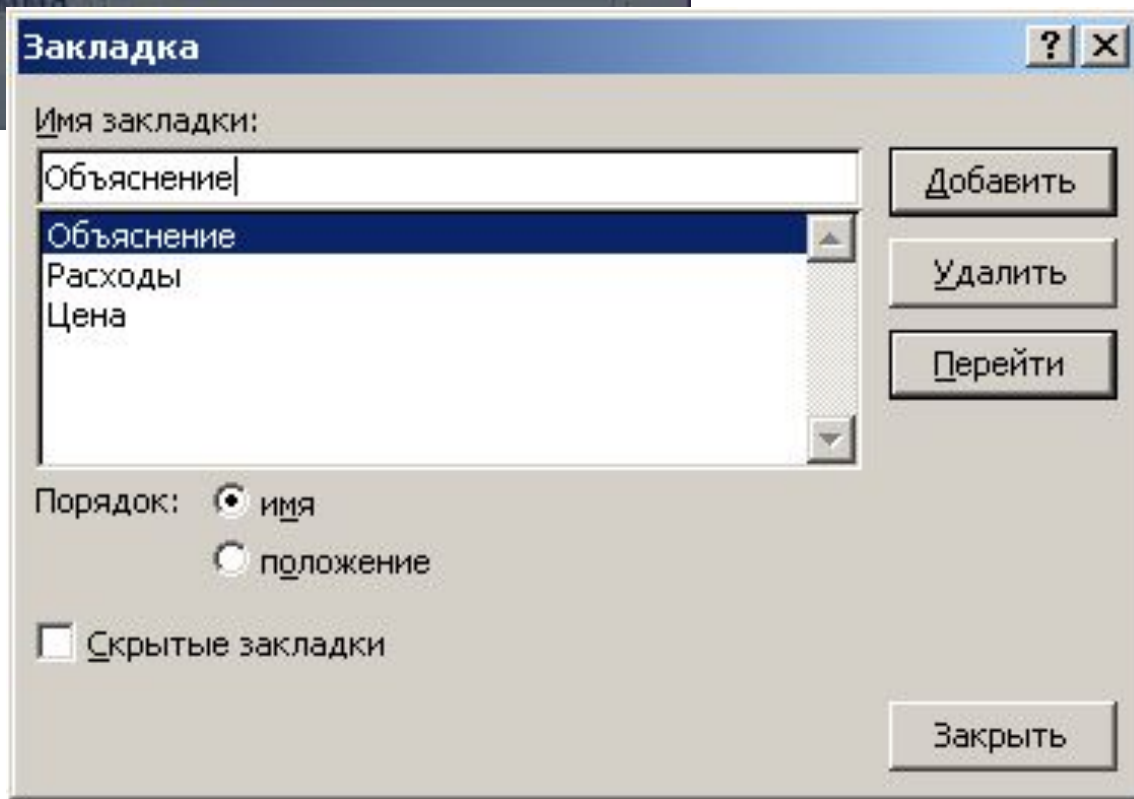 Закладка
Имя закладки:
Объяснение
Добавить
Объяснение
Расходы
Цена
Удалить
Перейти
Порядок:
имя
положение
Скрытые закладки
Закрыть